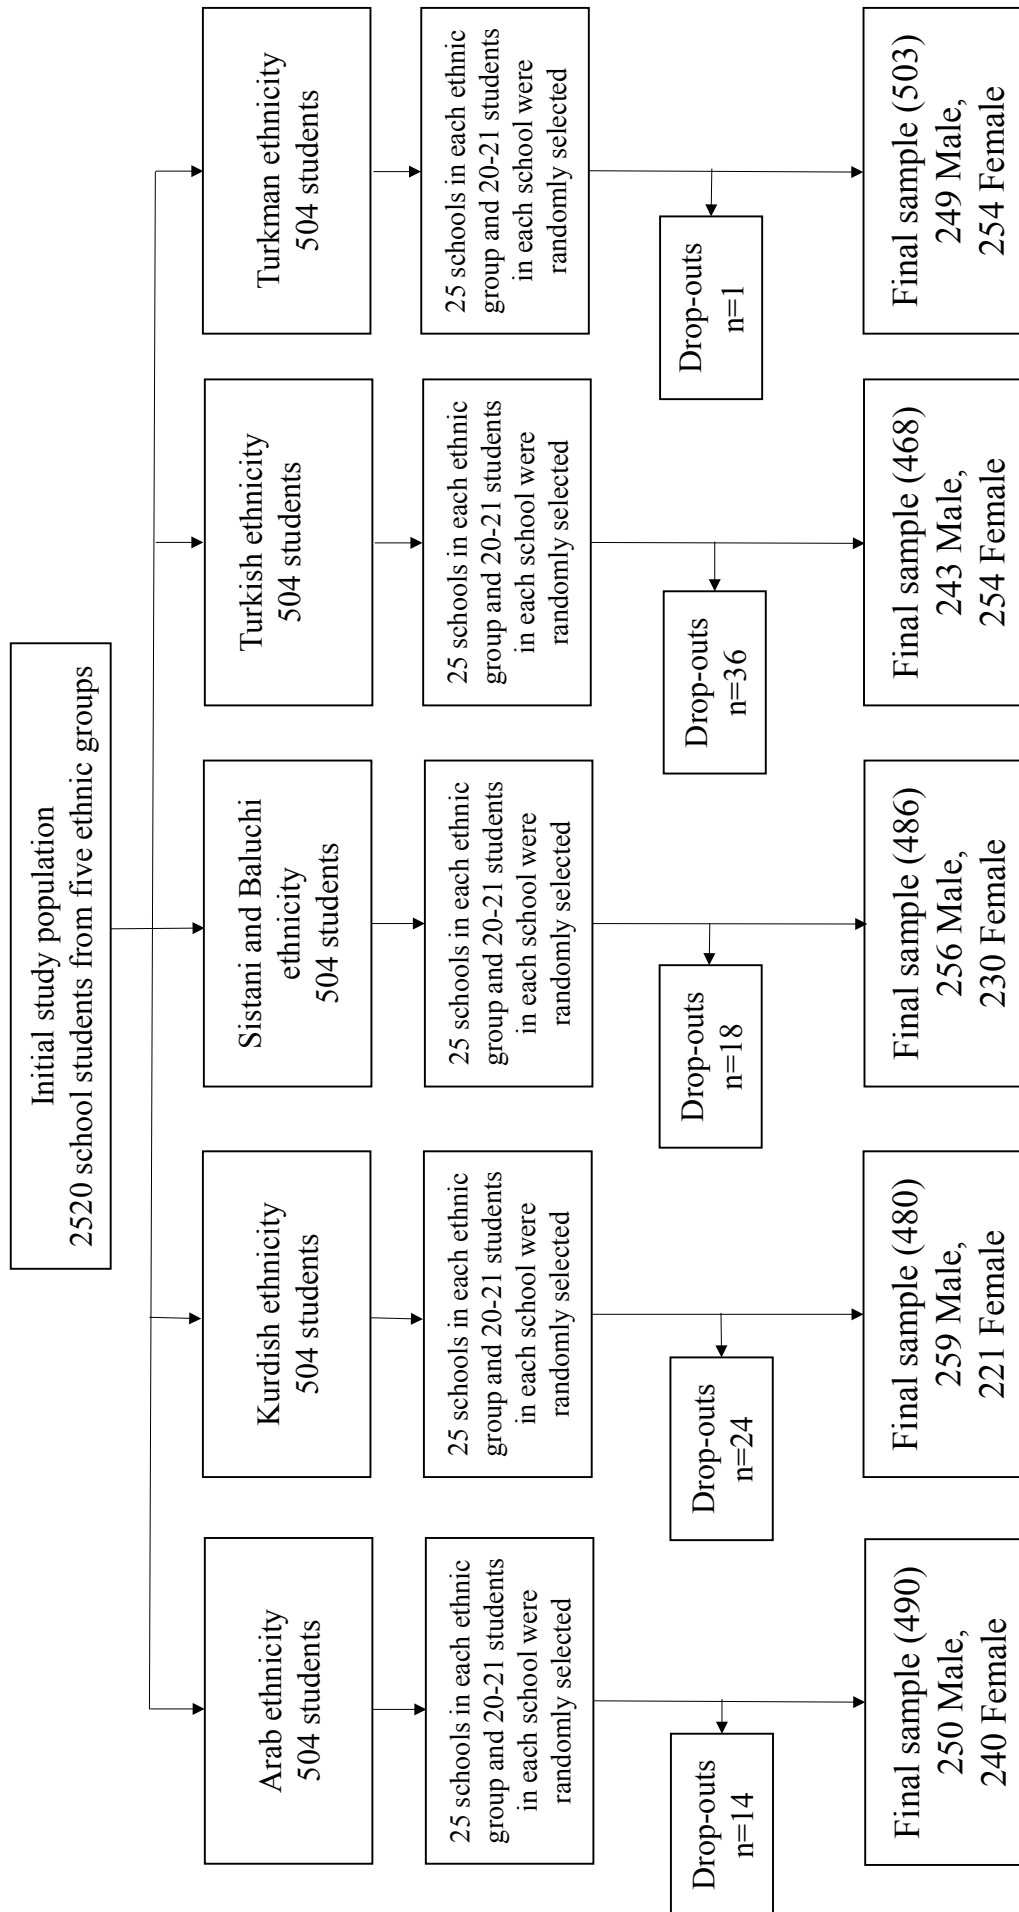 Initial study population
2520 school students from five ethnic groups
Arab ethnicity
504 students
Kurdish ethnicity
504 students
Sistani and Baluchi
ethnicity
504 students
Turkish ethnicity
504 students
Turkman ethnicity
504 students
25 schools in each ethnic
group and 20-21 students
in each school were
randomly selected
25 schools in each ethnic
group and 20-21 students
in each school were
randomly selected
25 schools in each ethnic
group and 20-21 students
in each school were
randomly selected
25 schools in each ethnic
group and 20-21 students
in each school were
randomly selected
25 schools in each ethnic
group and 20-21 students
in each school were
randomly selected
Drop-outs
n=14
Drop-outs
n=24
Drop-outs
n=18
Drop-outs
n=36
Drop-outs
n=1
Final sample (490)
250 Male,
240 Female
Final sample (480)
259 Male,
221 Female
Final sample (486)
256 Male,
230 Female
Final sample (468)
243 Male,
254 Female
Final sample (503)
249 Male,
254 Female